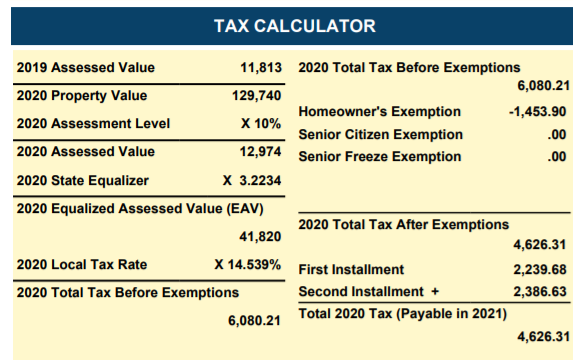 TAX CALCULATOR
2019 Assessed Value 11,813
2020 Property Value 129,740
2020 Assessment Level X 10%
2020 Assessed Value 12,974
2020 State Equalizer X 3.2234
2020 Equalized Assessed Value (EAV)
41,820
2020 Local Tax Rate X 14.539%
2020 Total Tax Before Exemptions
6,080.21
2020 Total Tax Before Exemptions
6,080.21
Homeowner's Exemption -1,453.90
Senior Citizen Exemption .00
Senior Freeze Exemption .00
2020 Total Tax After Exemptions
4,626.31
First Installment 2,239.68
Second Installment + 2,386.63
Total 2020 Tax (Payable in 2021)
4,626.31